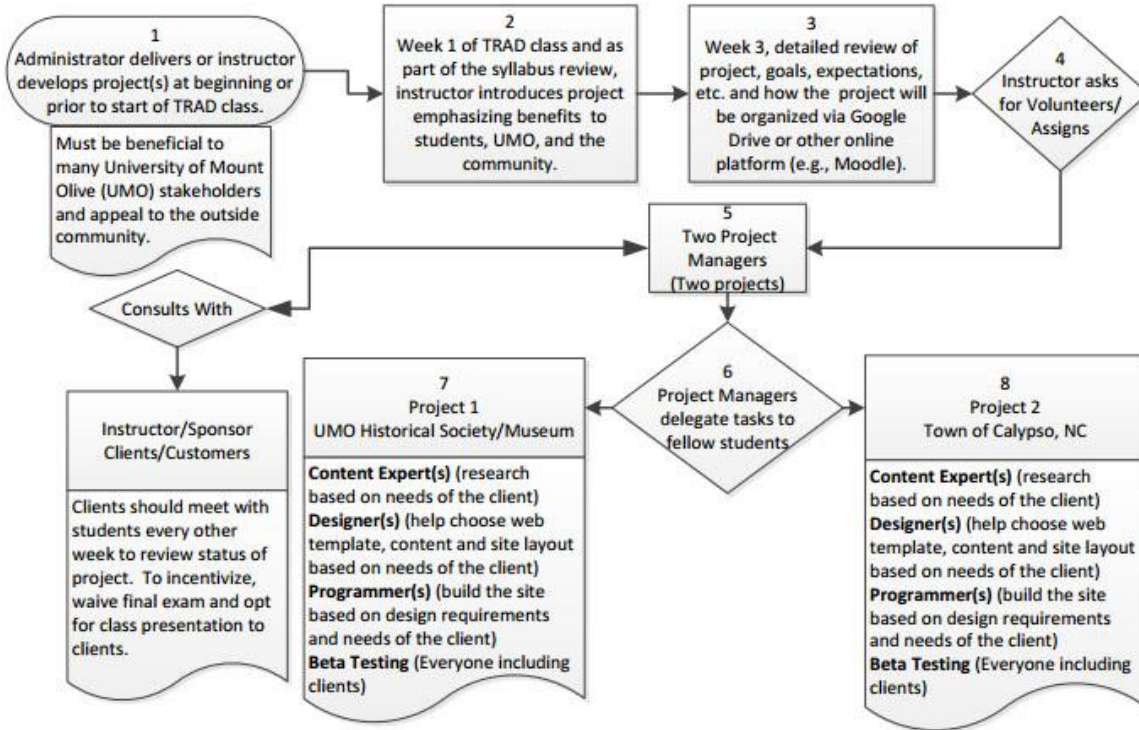 1
Administrator delivers or instructor
develops project(s) at beginning or
prior to start of TRAD class.
Must be beneficial to
many University of Mount
Olive (UMO) stakeholders
and appeal to the outside
community.
2
Week 1 of TRAD class and as
part of the syllabus review,
instructor introduces project
emphasizing benefits to
students, UMO, and the
community.
3
Week 3, detailed review of
project, goals, expectations,
etc. and how the project will
be organized via Google
Drive or other online
platform (e.g., Moodle).
4
Instructor asks
for Volunteers/
Assigns
5
Two Project
Managers
(Two projects)
Consults With
Instructor/Sponsor
Clients/Customers
Clients should meet with
students every other
week to review status of
project. To incentivize,
waive final exam and opt
for class presentation to
clients.
6
Project Managers
delegate tasks to
fellow students
7
Project 1
UMO Historical Society/Museum
Content Expert(s) (research
based on needs of the client)
Designer(s) (help choose web
template, content and site layout
based on needs of the client)
Programmer(s) (build the site
based on design requirements
and needs of the client)
Beta Testing (Everyone including
clients)
8
Project 2
Town of Calypso, NC
Content Expert(s) (research
based on needs of the client)
Designer(s) (help choose web
template, content and site layout
based on needs of the client)
Programmer(s) (build the site
based on design requirements
and needs of the client)
Beta Testing (Everyone including
clients)